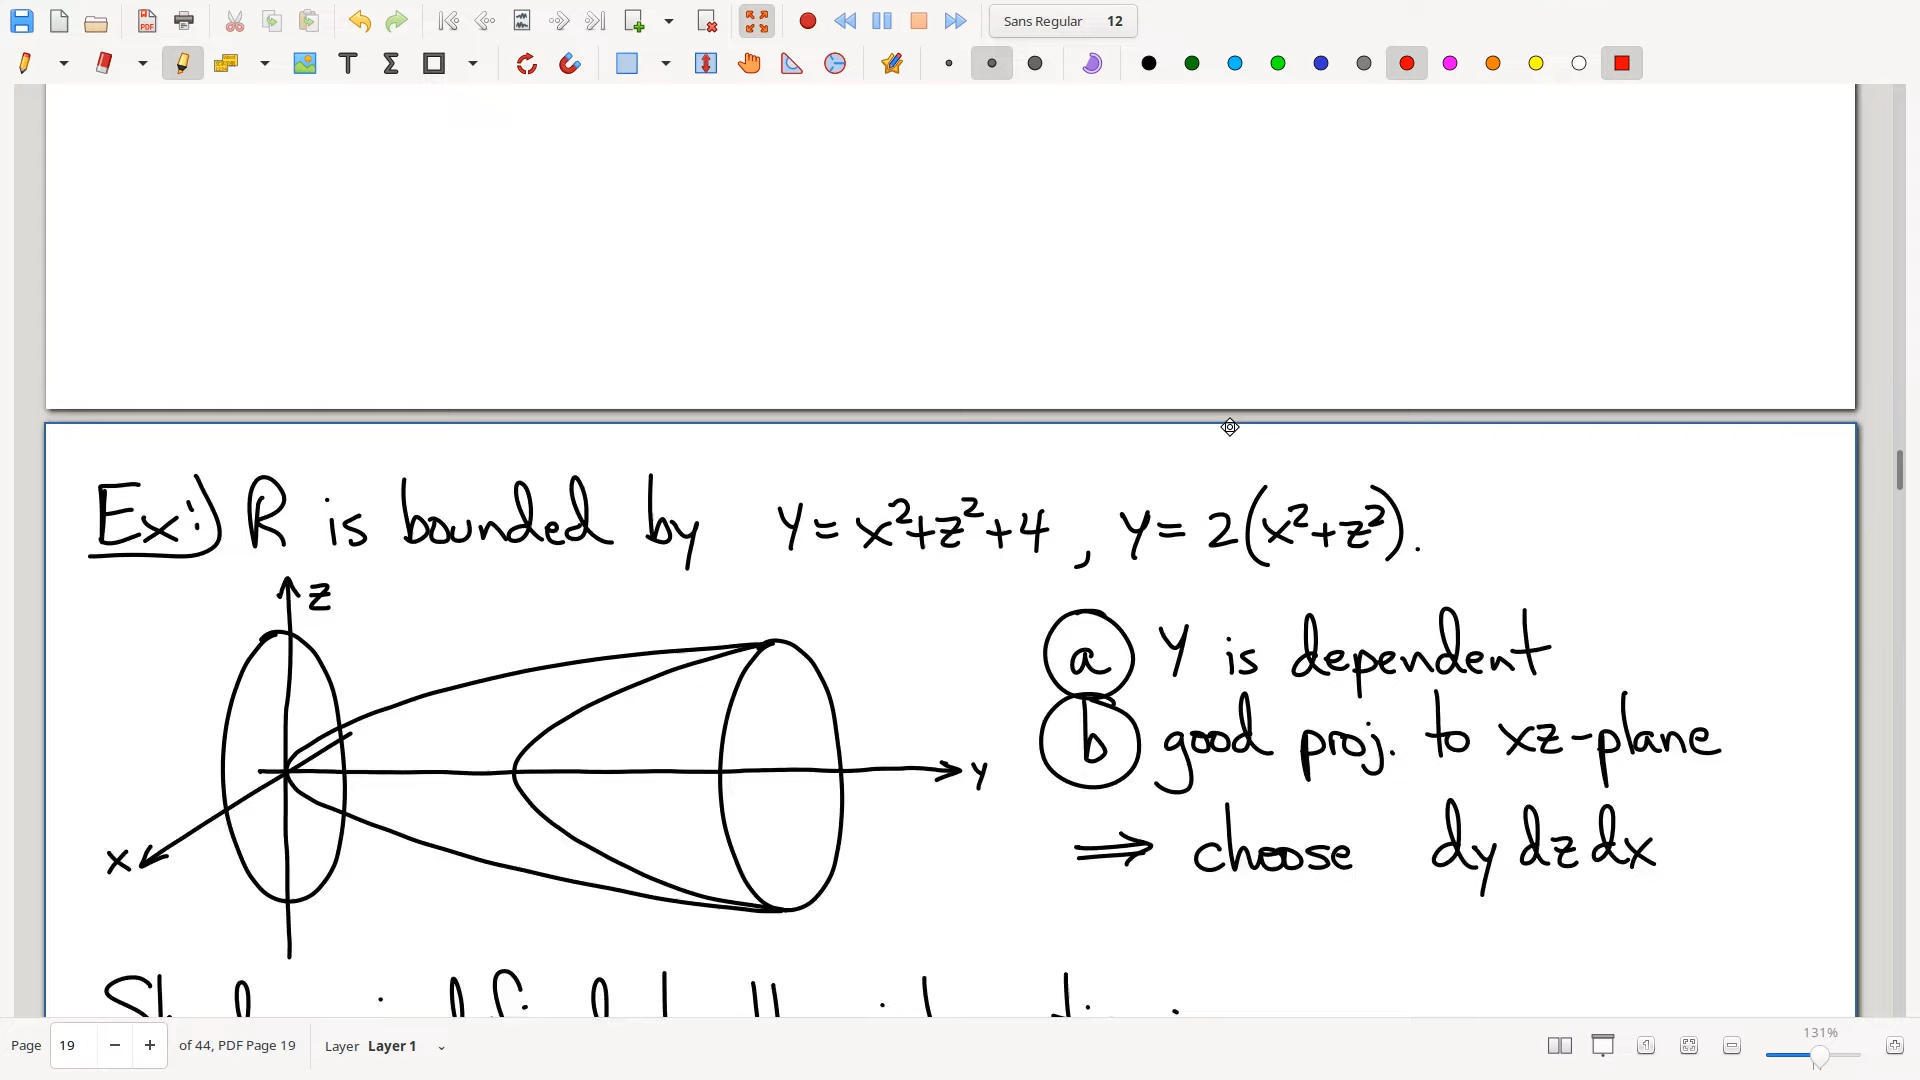 Sans Regular 12
Ex:) R is bounded by y = x²+z²+4 , y = 2(x²+z²).
z
y
x
a y is dependent
b good proj. to xz-plane
⇒ choose dy dz dx
Page 19 of 44, PDF Page 19 Layer Layer 1
131%